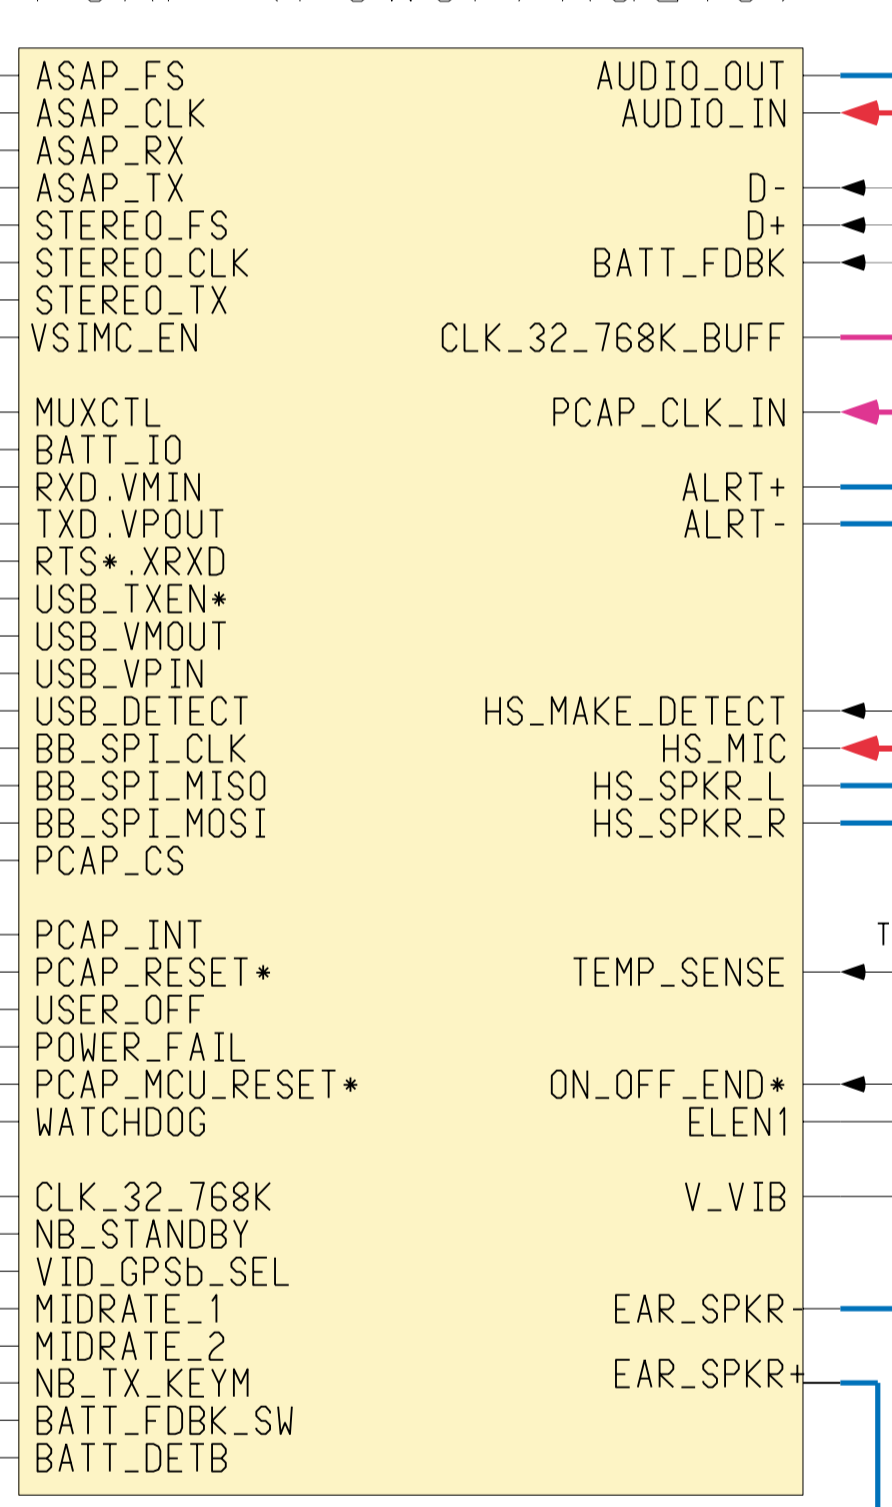 ASAP_FS AUDIO_OUT
ASAP_CLK AUDIO_IN
ASAP_RX
ASAP_TX D-
STEREO_FS D+
STEREO_CLK BATT_FDBK
STEREO_TX
VSIMC_EN CLK_32_768K_BUFF
MUXCTL PCAP_CLK_IN
BATT_IO
RXD.VMIN ALRT+
TXD.VPOUT ALRT-
RTS*.XRXD
USB_TXEN*
USB_VMOUT
USB_VPIN
USB_DETECT HS_MAKE_DETECT
BB_SPI_CLK HS_MIC
BB_SPI_MISO HS_SPKR_L
BB_SPI_MOSI HS_SPKR_R
PCAP_CS
PCAP_INT T
PCAP_RESET* TEMP_SENSE
USER_OFF
POWER_FAIL
PCAP_MCU_RESET* ON_OFF_END*
WATCHDOG ELEN1
CLK_32_768K V_VIB
NB_STANDBY
VID_GPSb_SEL
MIDRATE_1 EAR_SPKR-
MIDRATE_2
NB_TX_KEYM EAR_SPKR+
BATT_FDBK_SW
BATT_DETB